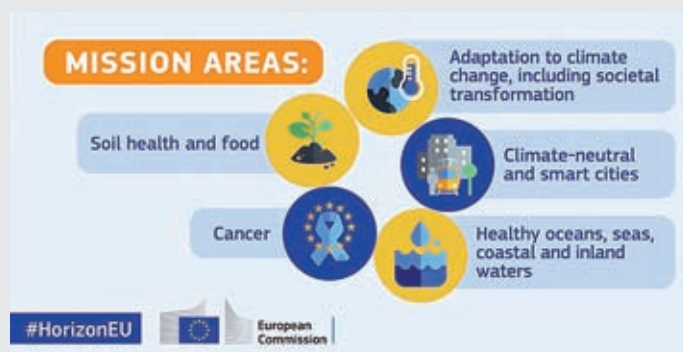 MISSION AREAS:
Adaptation to climate
change, including societal
transformation
Soil health and food
Climate-neutral
and smart cities
Cancer
Healthy oceans, seas,
coastal and inland
waters
#HorizonEU
European
Commission